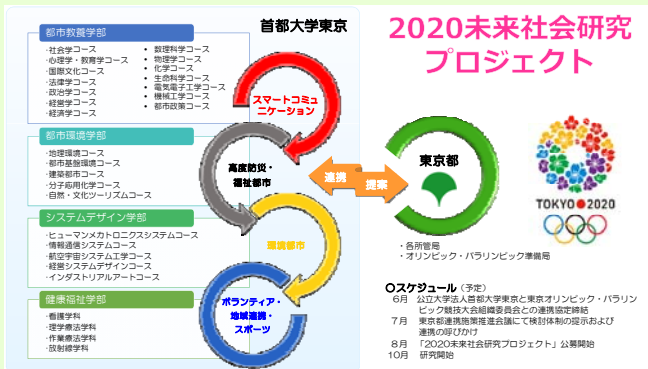 首都大学東京
都市教養学部
・社会学コース
・心理学・教育学コース
・国際文化コース
・法律学コース
・政治学コース
・経営学コース
・経済学コース
• 数理科学コース
• 物理学コース
• 化学コース
• 生命科学コース
• 電気電子工学コース
• 機械工学コース
• 都市政策コース
都市環境学部
・地理環境コース
・都市基盤環境コース
・建築都市コース
・分子応用化学コース
・自然・文化ツーリズムコース
システムデザイン学部
・ヒューマンメカトロニクスシステムコース
・情報通信システムコース
・航空宇宙システム工学コース
・経営システムデザインコース
・インダストリアルアートコース
健康福祉学部
・看護学科
・理学療法学科
・作業療法学科
・放射線学科
スマートコミュ
ニケーション
高度防災・
福祉都市
環境都市
ボランティア・
地域連携・
スポーツ
連携
提案
2020未来社会研究
プロジェクト
東京都
・各所管局
・オリンピック・パラリンピック準備局
TOKYO 2020
○スケジュール（予定）
6月 公立大学法人首都大学東京と東京オリンピック・パラリン
ピック競技大会組織委員会との連携協定締結
7月 東京都連携施策推進会議にて検討体制の提示および
連携の呼びかけ
8月 「2020未来社会研究プロジェクト」公募開始
10月 研究開始